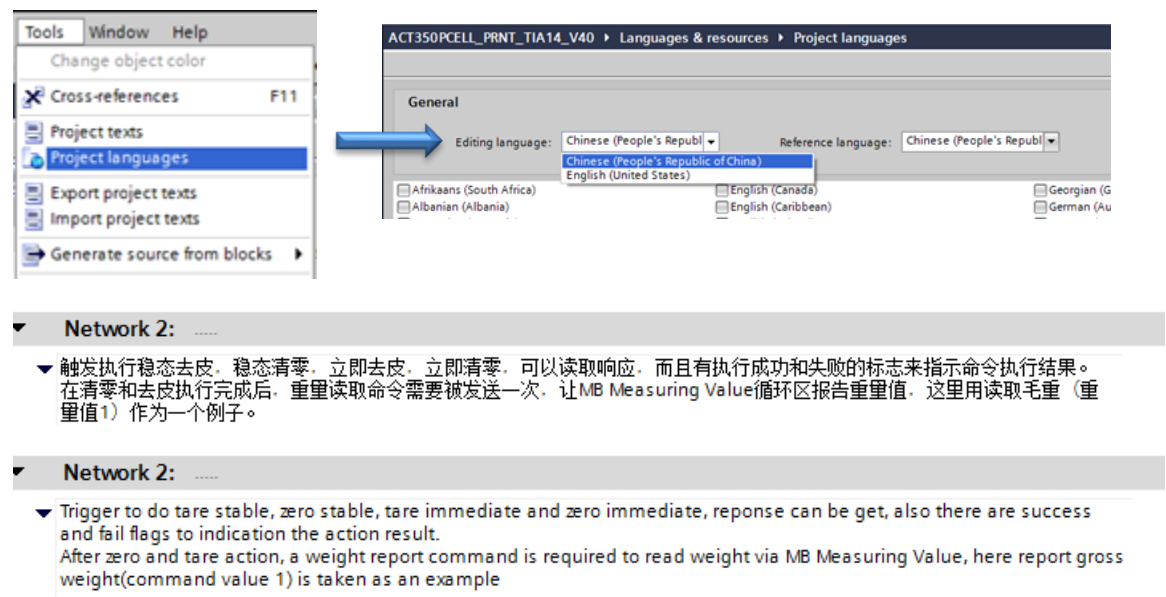 Tools Window Help
Change object color
Cross-references F11
Project texts
Project languages
Export project texts
Import project texts
Generate source from blocks
ACT350PCELL_PRNT_TIA14_V40 ▸ Languages & resources ▸ Project languages
General
Editing language: Chinese (People's Republ Reference language: Chinese (People's Republ
Chinese (People's Republic of China)
English (United States)
Afrikaans (South Africa) English (Canada) Georgian (G
Albanian (Albania) English (Caribbean) German (Au
Network 2: .....
触发执行稳态去皮，稳态清零，立即去皮，立即清零，可以读取响应，而且有执行成功和失败的标志来指示命令执行结果。
在清零和去皮执行完成后，重量读取命令需要被发送一次，让MB Measuring Value循环区报告重量值，这里用读取毛重（重
量值1）作为一个例子。
Network 2: .....
Trigger to do tare stable, zero stable, tare immediate and zero immediate, reponse can be get, also there are success
and fail flags to indication the action result.
After zero and tare action, a weight report command is required to read weight via MB Measuring Value, here report gross
weight(command value 1) is taken as an example